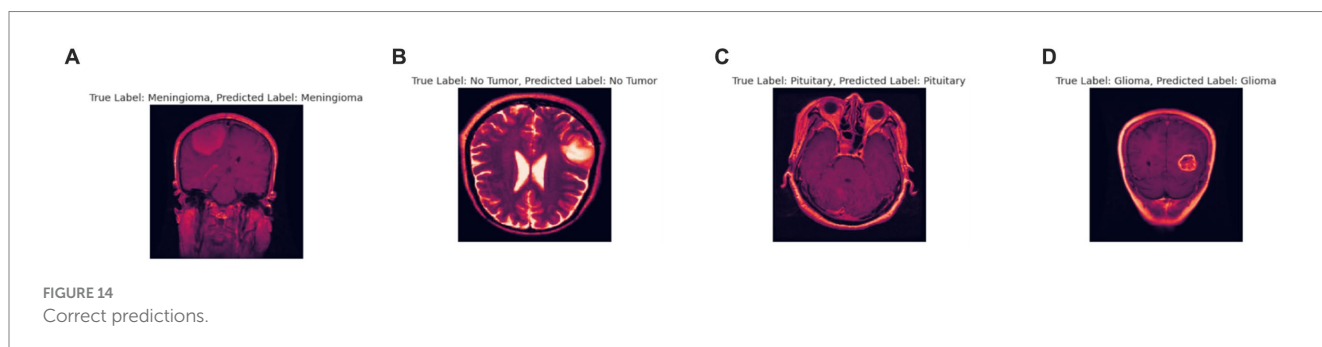 A
True Label: Meningioma, Predicted Label: Meningioma
B
True Label: No Tumor, Predicted Label: No Tumor
C
True Label: Pituitary, Predicted Label: Pituitary
D
True Label: Glioma, Predicted Label: Glioma
FIGURE 14
Correct predictions.